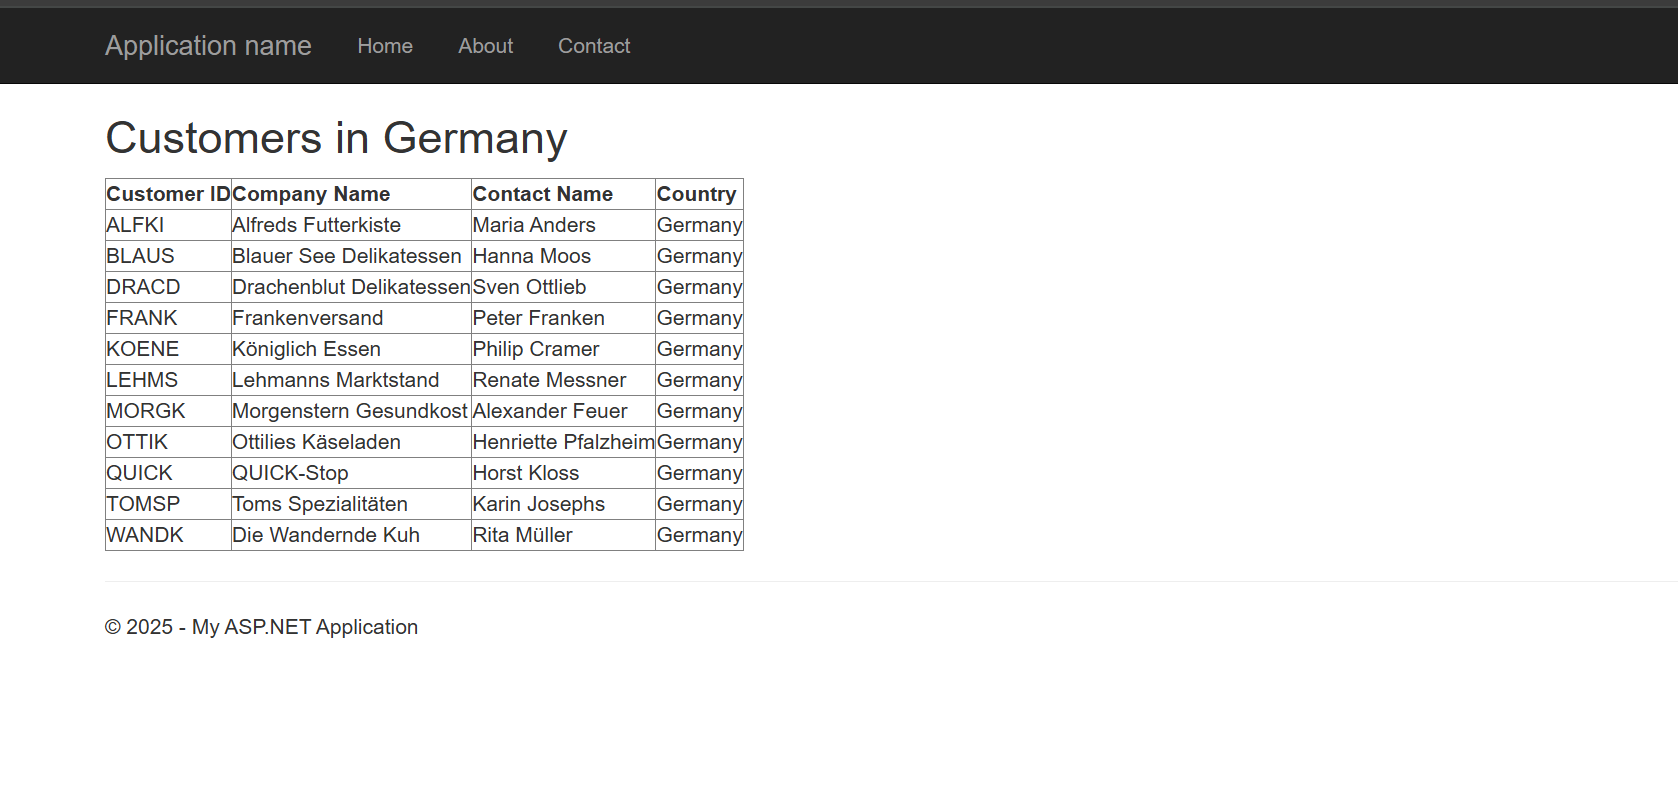 Application name Home About Contact
Customers in Germany
Customer ID Company Name Contact Name Country
ALFKI Alfreds Futterkiste Maria Anders Germany
BLAUS Blauer See Delikatessen Hanna Moos Germany
DRACD Drachenblut Delikatessen Sven Ottlieb Germany
FRANK Frankenversand Peter Franken Germany
KOENE Königlich Essen Philip Cramer Germany
LEHMS Lehmanns Marktstand Renate Messner Germany
MORGK Morgenstern Gesundkost Alexander Feuer Germany
OTTIK Ottilies Käseladen Henriette Pfalzheim Germany
QUICK QUICK-Stop Horst Kloss Germany
TOMSP Toms Spezialitäten Karin Josephs Germany
WANDK Die Wandernde Kuh Rita Müller Germany
© 2025 - My ASP.NET Application